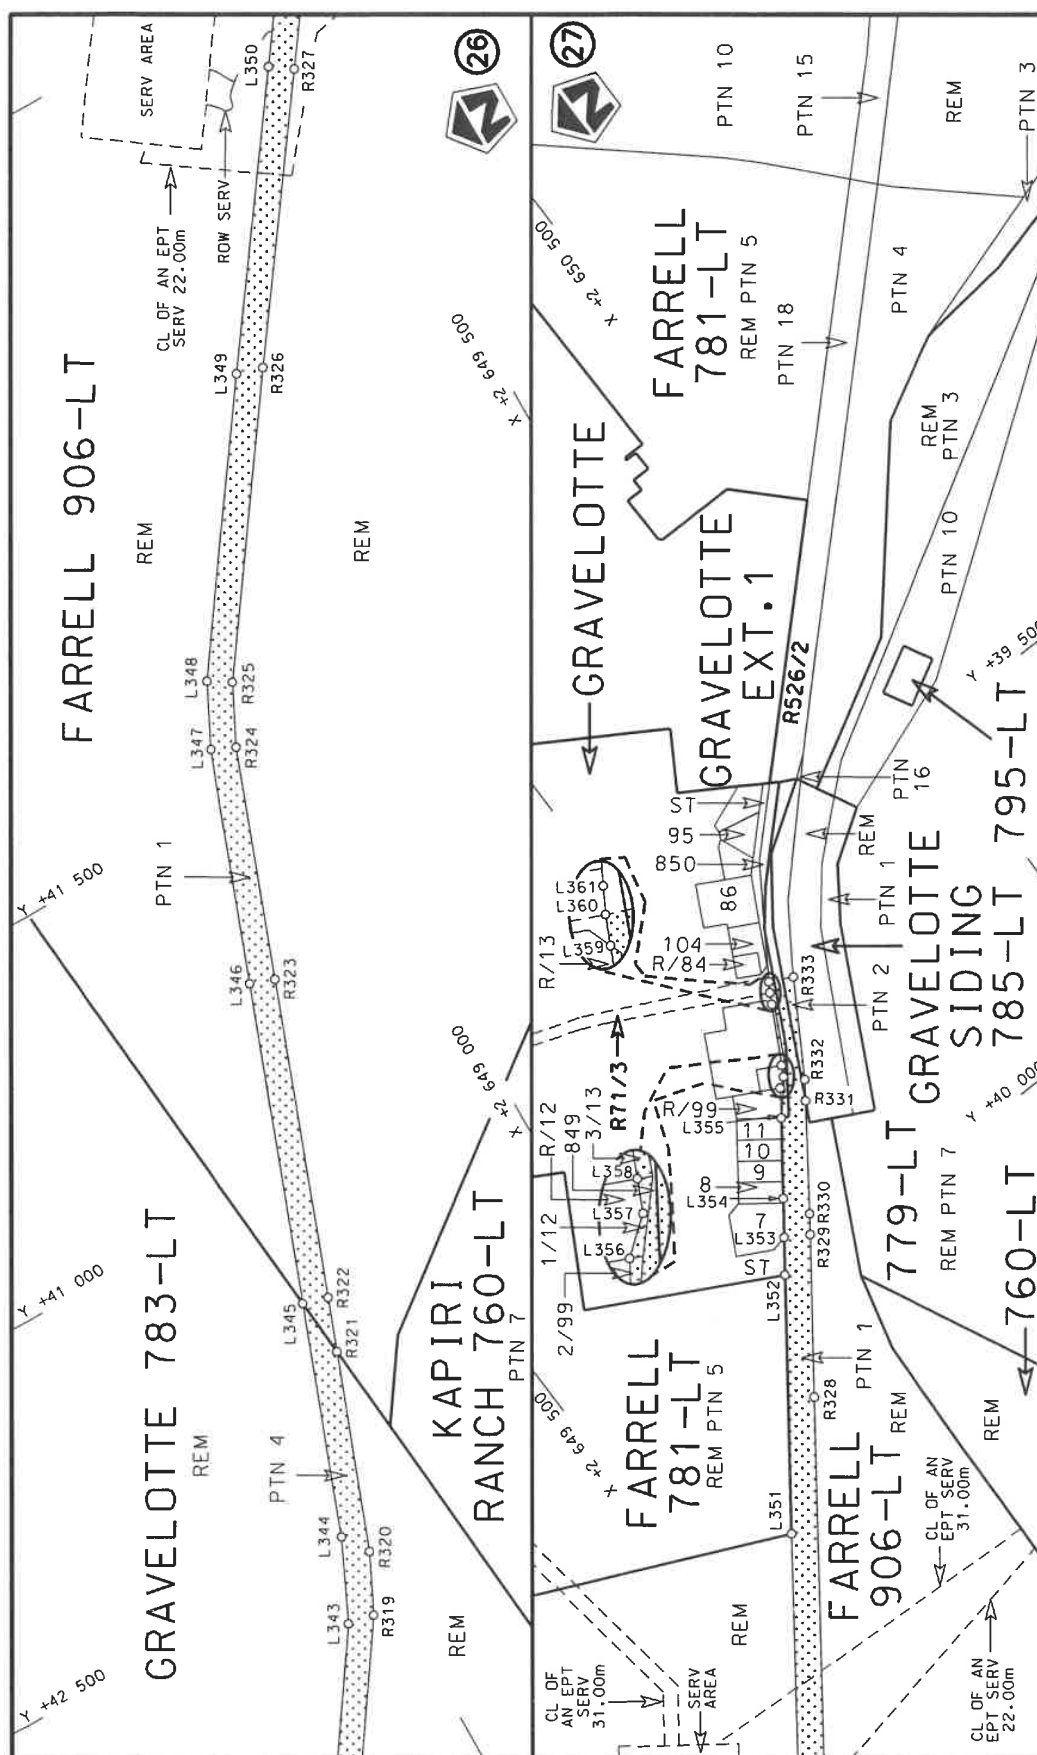 SERV AREA
L350
R327
26
CL OF AN EPT
SERV 22.00m
ROW SERV
L349
R326
FARRELL 906-LT
REM
REM
X +2 649 500
L348
R325
L347
R324
PTN 1
Y +41 500
L346
R323
X +2 649 000
Y +41 000
L345
R322
R321
GRAVELOTTE 783-LT
REM
PTN 4
KAPIRI
RANCH 760-LT
PTN 7
L344
R320
L343
R319
REM
Y +42 500
27
PTN 10
PTN 15
REM
PTN 3
X +2 650 500
FARRELL
781-LT
REM PTN 5
PTN 18
PTN 4
REM
PTN 3
PTN 10
GRAVELOTTE
GRAVELOTTE
EXT.1
R526/2
Y +39 500
795-LT
PTN
16
ST
95
850
REM
PTN 1
86
L361
L360
L359
R/13
104
R/84
R333
PTN 2
GRAVELOTTE
SIDING
785-LT
R71/3
R332
R331
Y +40 000
R/99
L355
11
10
9
8
7
L354
L353
R330
R329
ST
L352
R/12
849
3/13
L358
L357
1/12
L356
2/99
779-LT
REM PTN 7
760-LT
X +2 649 500
FARRELL
781-LT
REM PTN 5
PTN 1
R328
REM
REM
L351
FARRELL
906-LT
CL OF AN
EPT SERV
31.00m
REM
CL OF
AN EPT
SERV
31.00m
SERV
AREA
CL OF AN
EPT SERV
22.00m